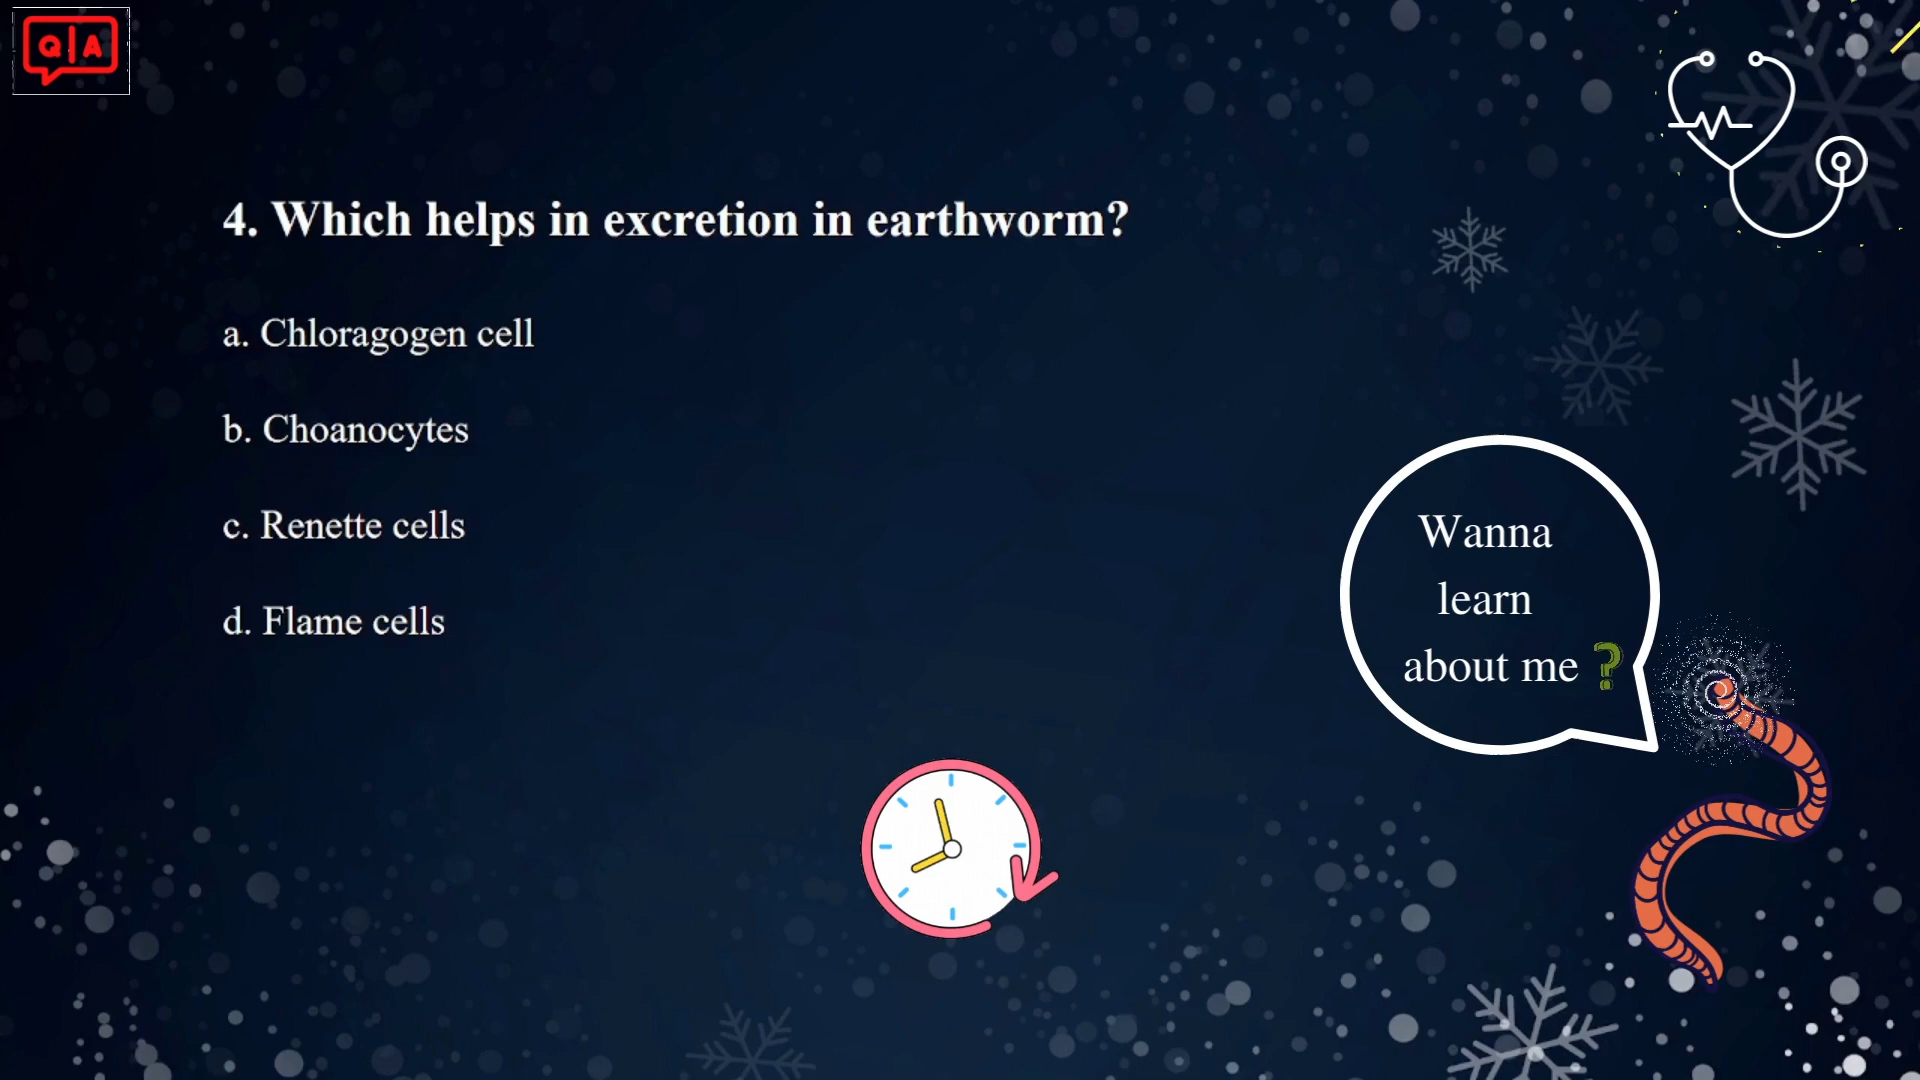 Q|A
4. Which helps in excretion in earthworm?
a. Chloragogen cell
b. Choanocytes
c. Renette cells
d. Flame cells
Wanna
learn
about me ?